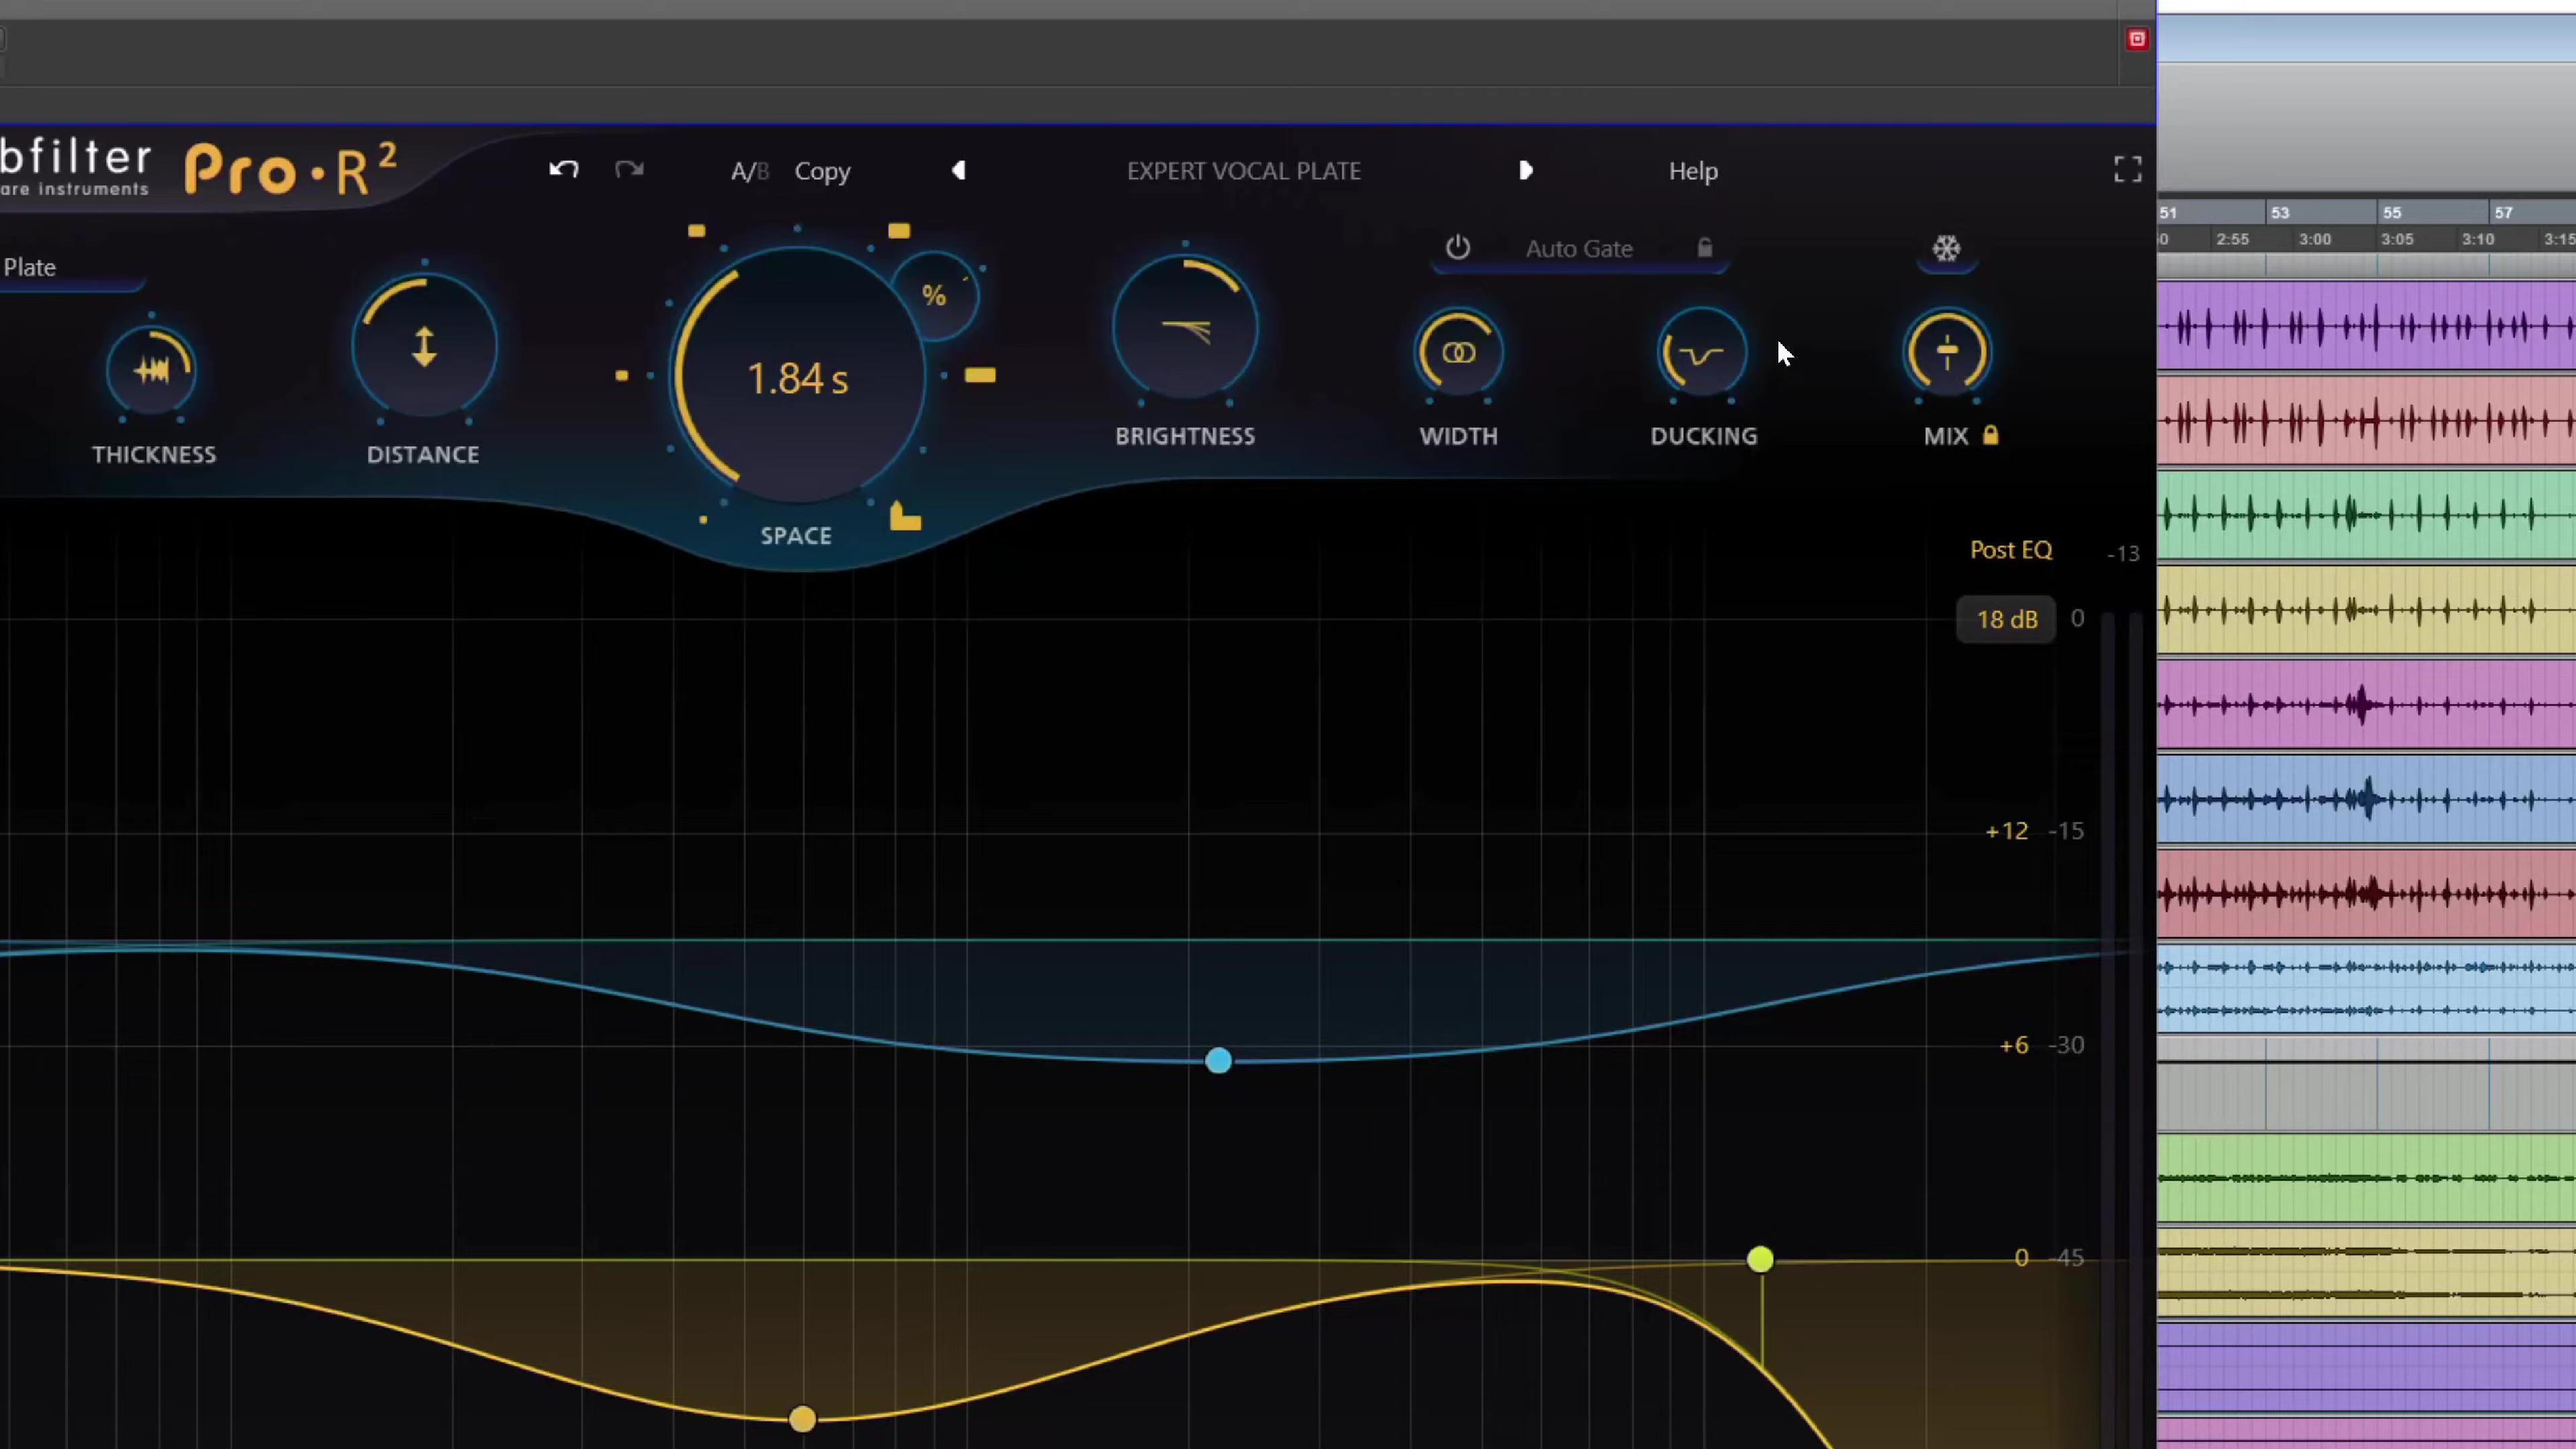 bfilter
are instruments
Pro·R²
A/B
Copy
EXPERT VOCAL PLATE
Help
Plate
Auto Gate
%
1.84 s
THICKNESS
DISTANCE
SPACE
BRIGHTNESS
WIDTH
DUCKING
MIX
Post EQ
-13
18 dB
0
+12
-15
+6
-30
0
-45
51
53
55
57
2:55
3:00
3:05
3:10
3:15